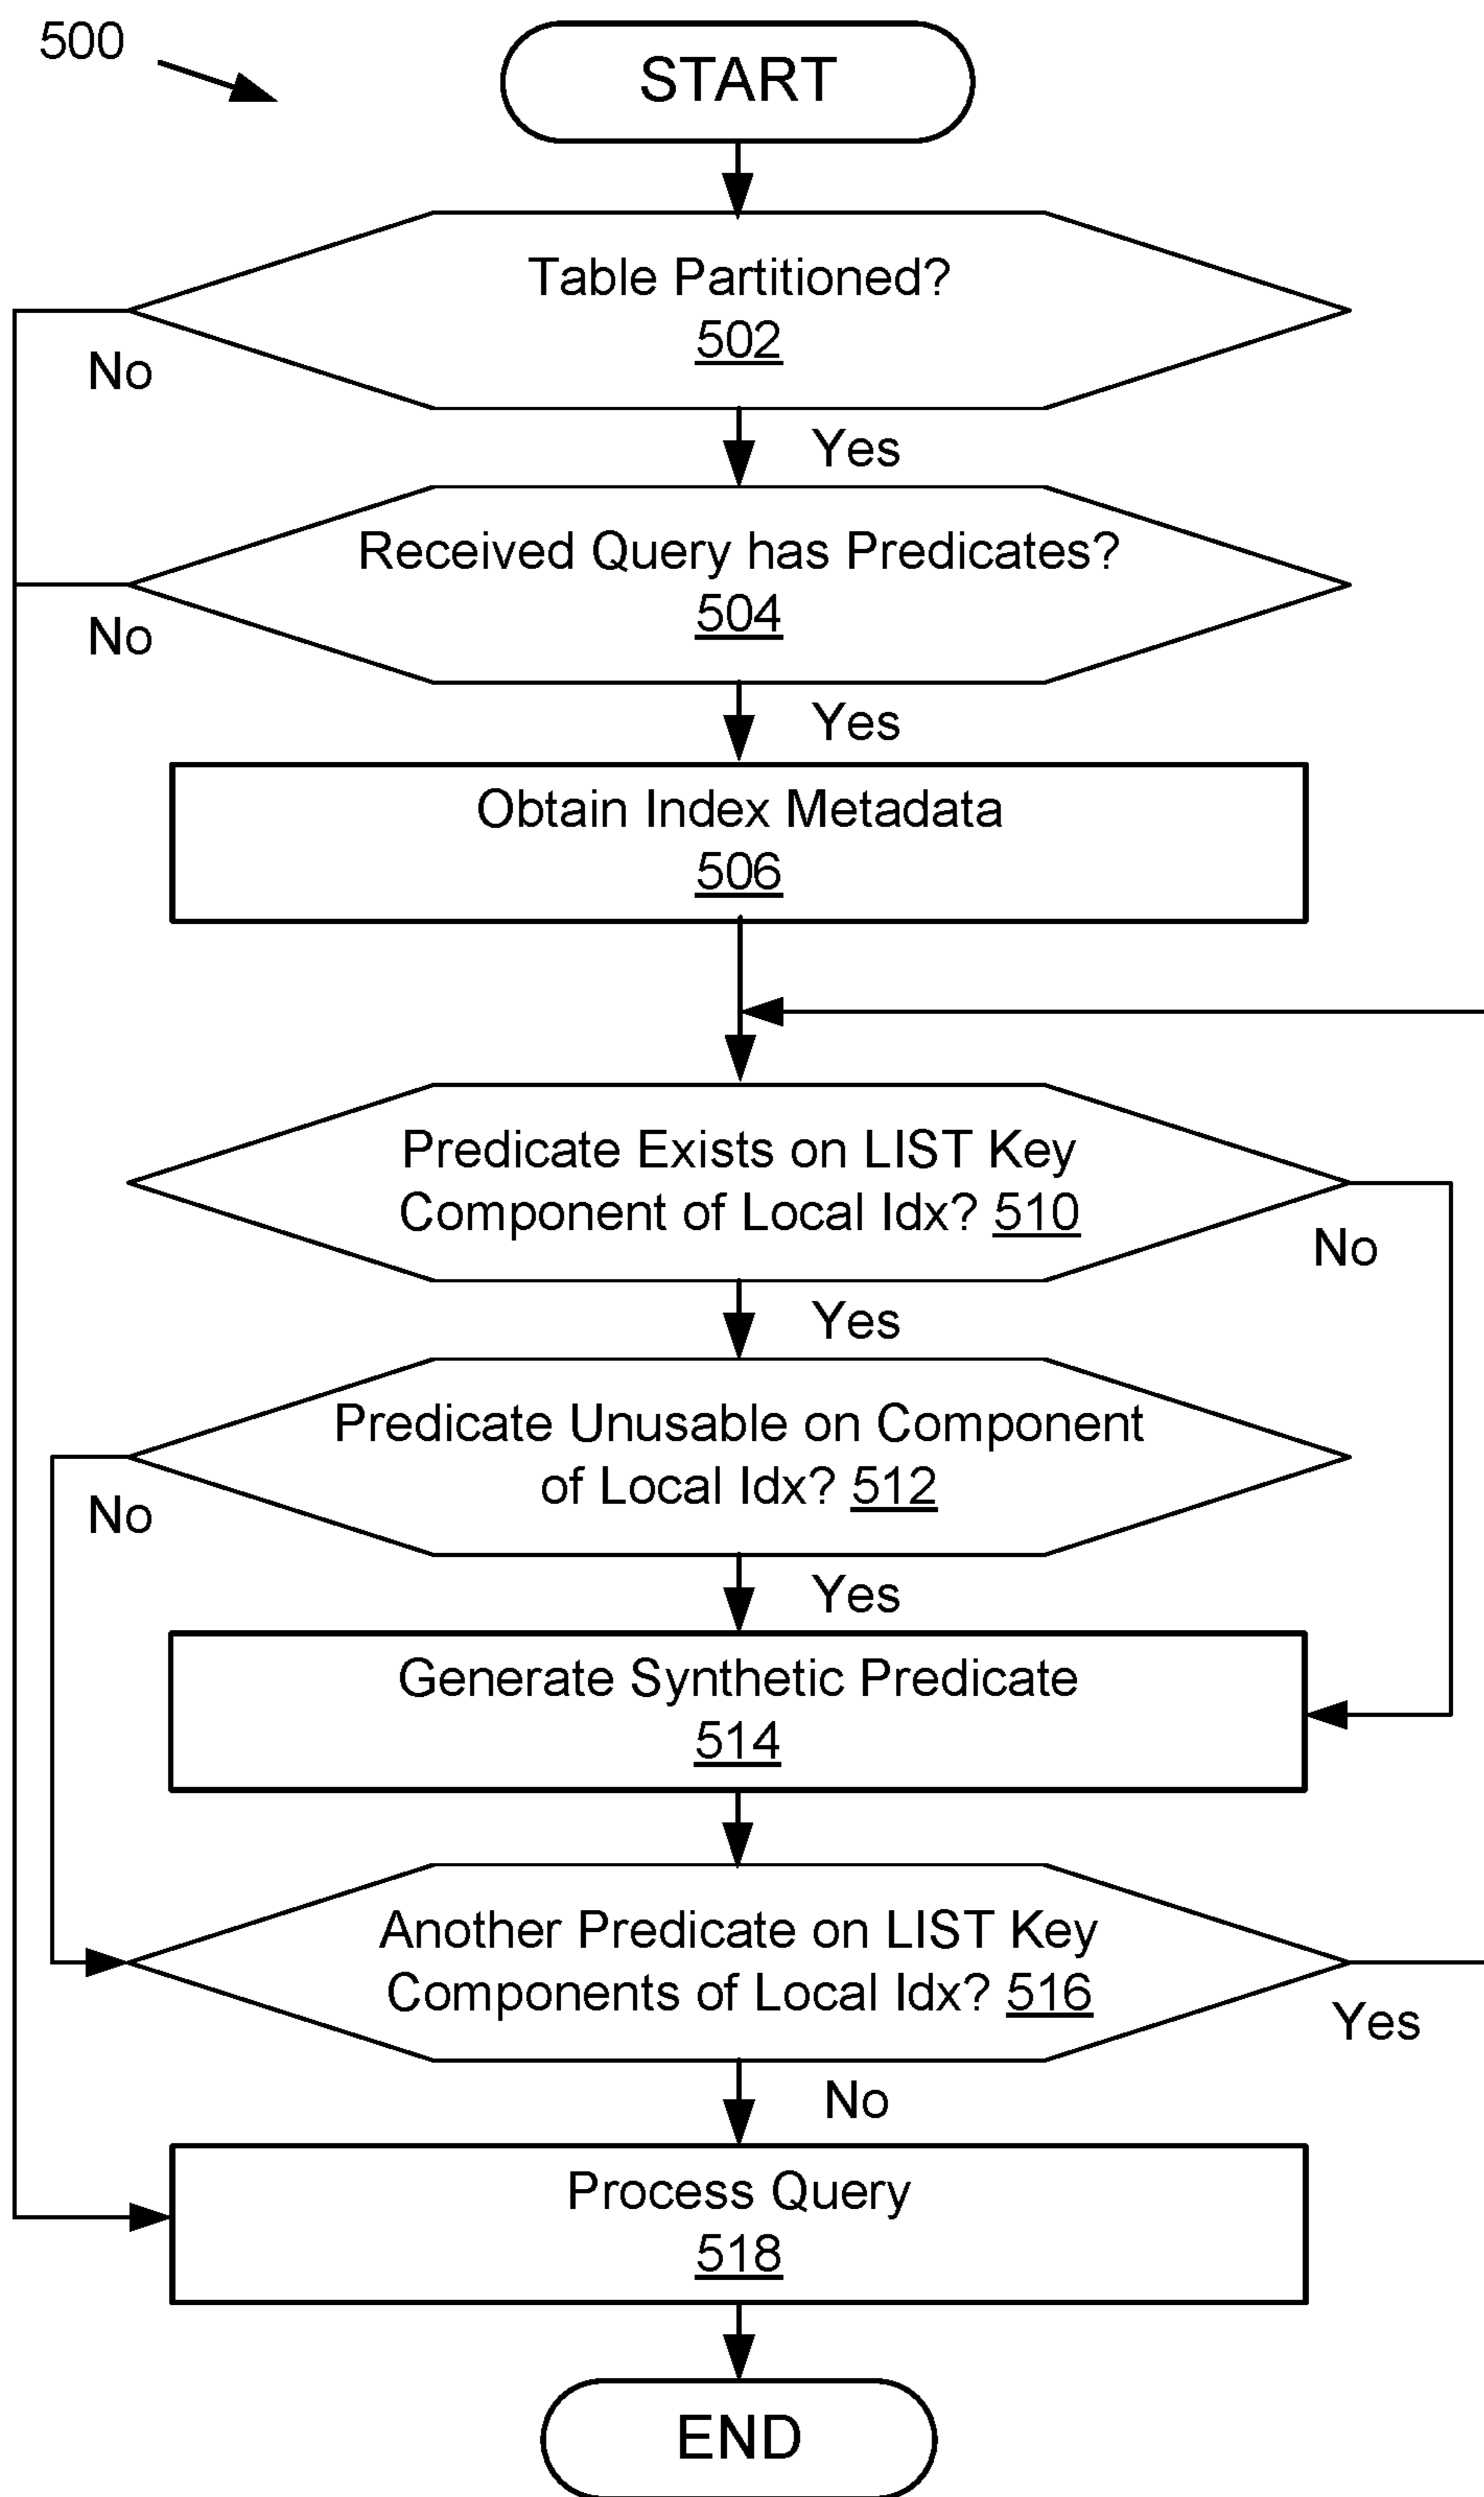 500
START
Table Partitioned?
502
No
Yes
Received Query has Predicates?
504
No
Yes
Obtain Index Metadata
506
Predicate Exists on LIST Key
Component of Local Idx? 510
No
Yes
Predicate Unusable on Component
of Local Idx? 512
No
Yes
Generate Synthetic Predicate
514
Another Predicate on LIST Key
Components of Local Idx? 516
Yes
No
Process Query
518
END